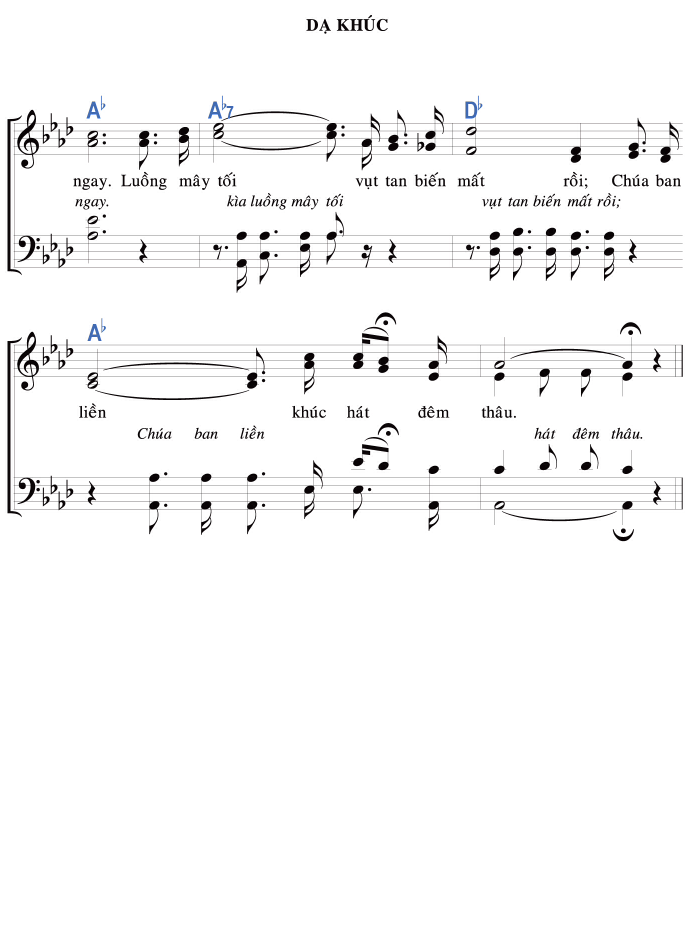 DẠ KHÚC
A♭ A♭7 D♭
ngay. Luồng mây tối vụt tan biến mất rồi; Chúa ban
ngay. kìa luồng mây tối vụt tan biến mất rồi;
A♭
liền khúc hát đêm thâu.
Chúa ban liền hát đêm thâu.